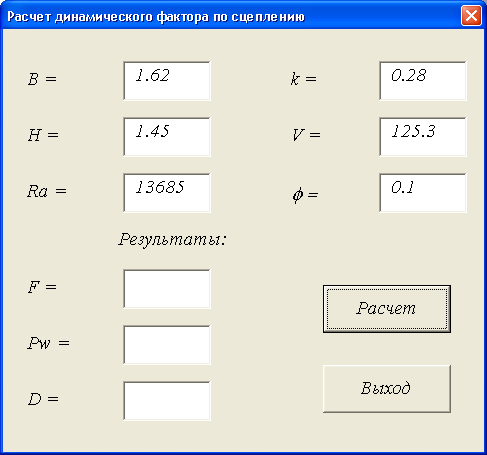 Расчет динамического фактора по сцеплению
B = 1.62 k = 0.28
H = 1.45 V = 125.3
Ra = 13685 ϕ = 0.1
Результаты:
F =
Расчет
Pw =
Выход
D =